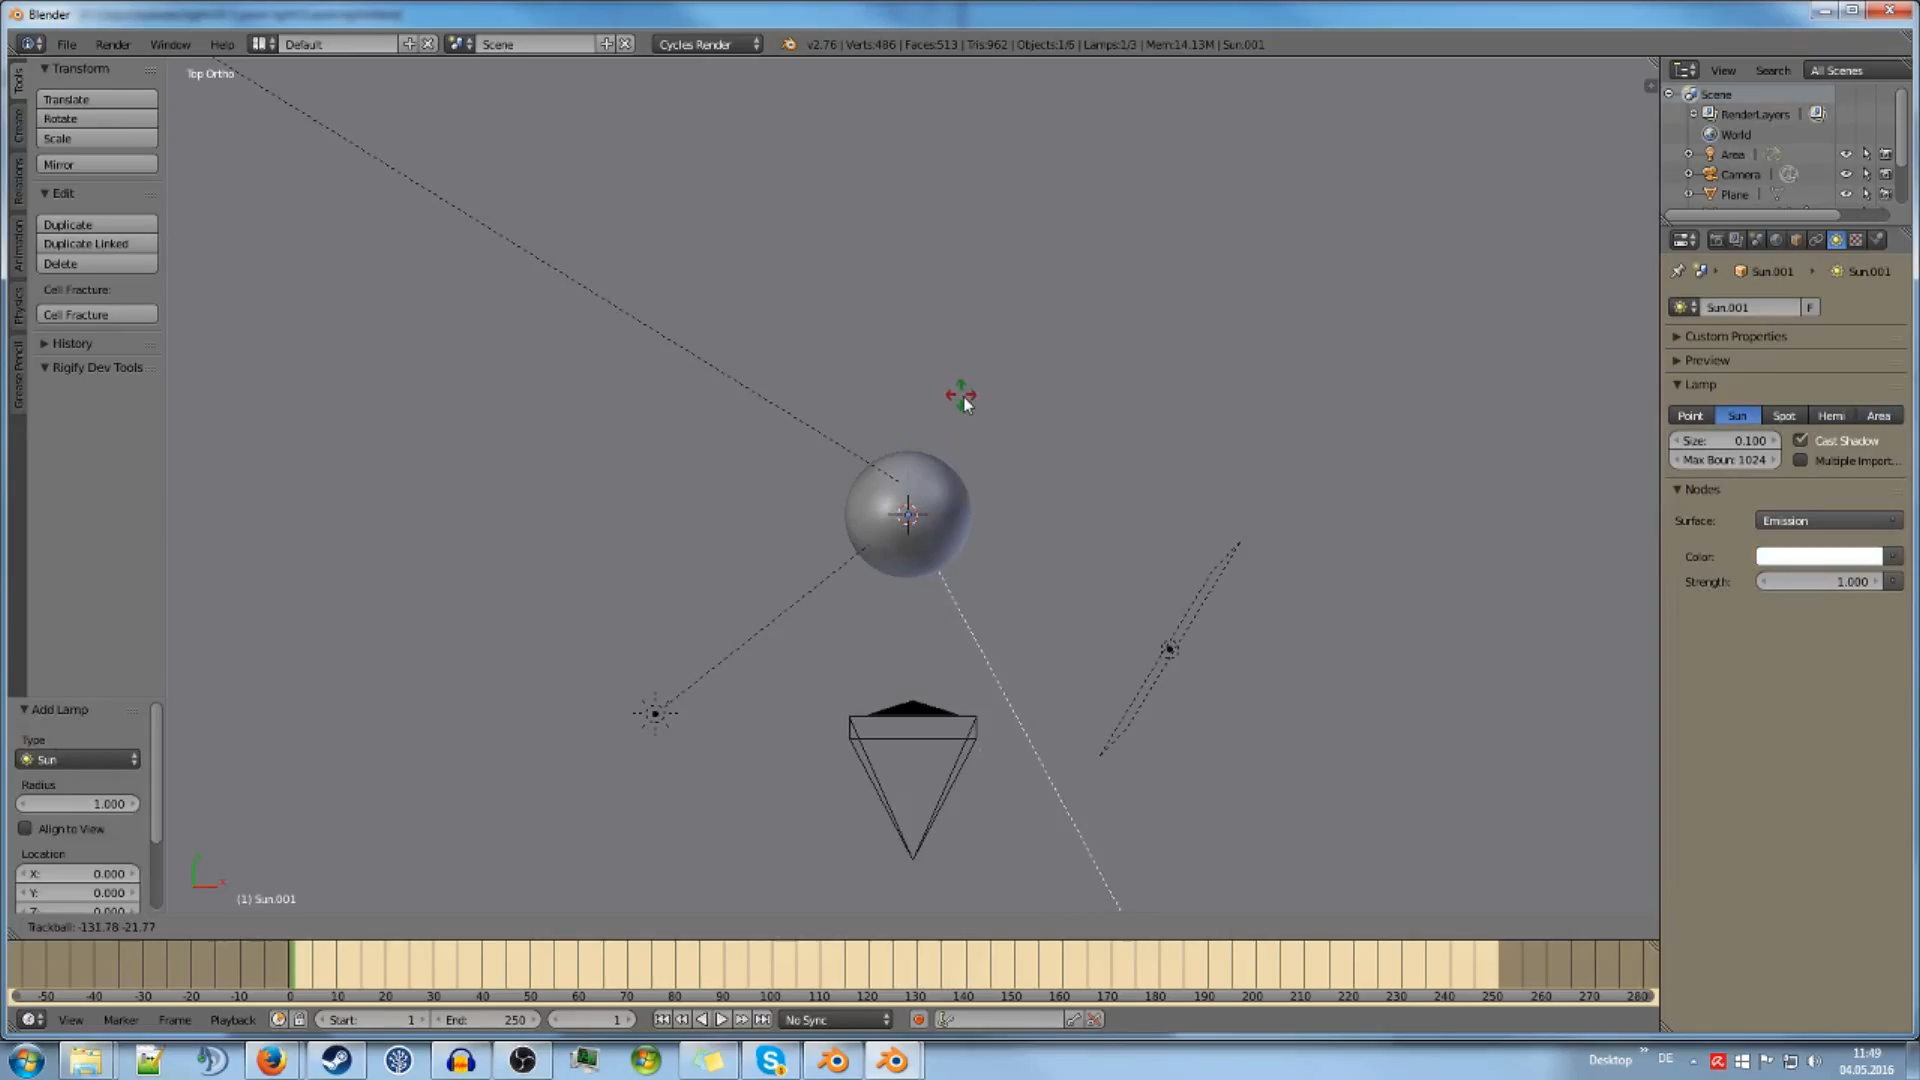 Blender
File Render Window Help Default Scene Cycles Render v2.76 | Verts:486 | Faces:513 | Tris:962 | Objects:1/6 | Lamps:1/3 | Mem:14.13M | Sun.001
Tools
Create
Relations
Animation
Physics
Grease Pencil
Transform
Translate
Rotate
Scale
Mirror
Edit
Duplicate
Duplicate Linked
Delete
Cell Fracture:
Cell Fracture
History
Rigify Dev Tools
Add Lamp
Type
Sun
Radius
1.000
Align to View
Location
X: 0.000
Y: 0.000
Z: 0.000
Top Ortho
x
(1) Sun.001
Trackball: -131.78 -21.77
View Search All Scenes
Scene
RenderLayers |
World
Area |
Camera |
Plane |
Sun.001 Sun.001
Sun.001 F
Custom Properties
Preview
Lamp
Point Sun Spot Hemi Area
Size: 0.100 Cast Shadow
Max Boun: 1024 Multiple Import...
Nodes
Surface: Emission
Color:
Strength: 1.000
-50 -40 -30 -20 -10 0 10 20 30 40 50 60 70 80 90 100 110 120 130 140 150 160 170 180 190 200 210 220 230 240 250 260 270 280
View Marker Frame Playback Start: 1 End: 250 1 No Sync
Desktop » DE 11:49
04.05.2016